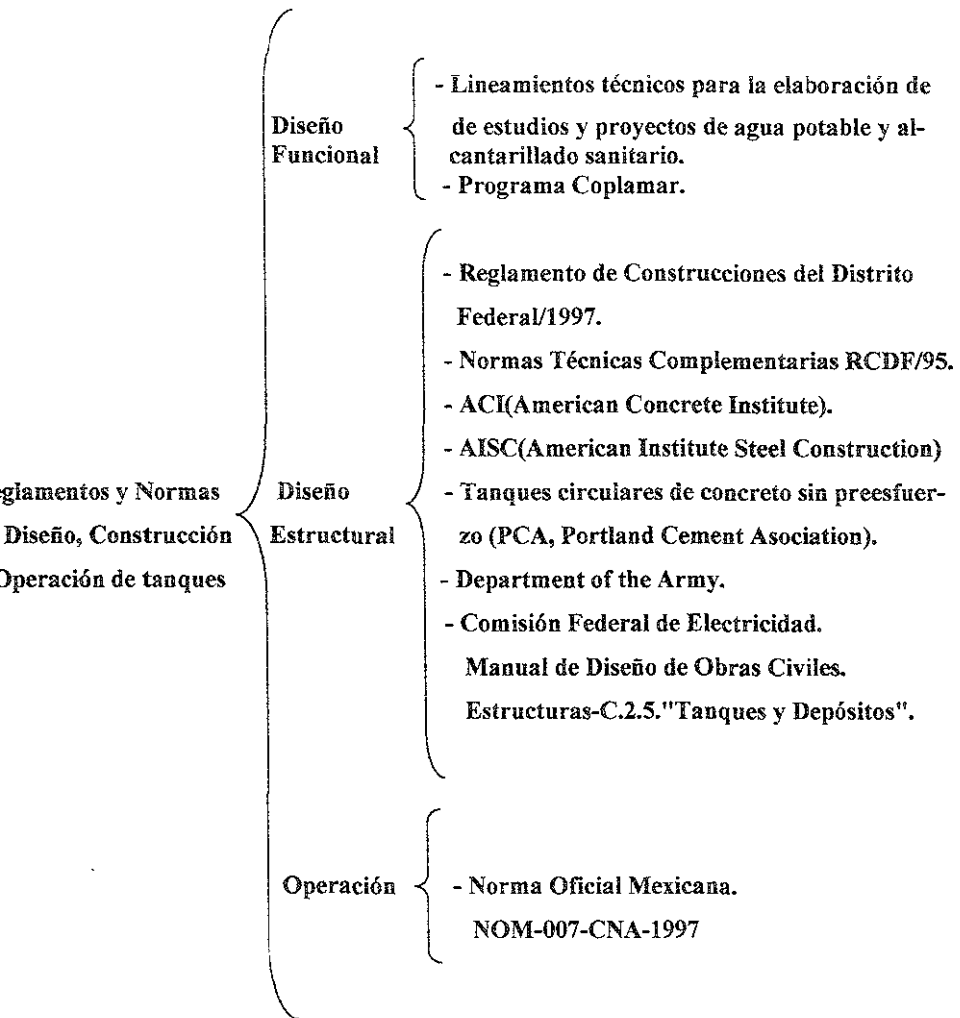 eglamentos y Normas
Diseño, Construcción
Operación de tanques
Diseño
Funcional
- Lineamientos técnicos para la elaboración de
de estudios y proyectos de agua potable y al-
cantarillado sanitario.
- Programa Coplamar.
Diseño
Estructural
- Reglamento de Construcciones del Distrito
Federal/1997.
- Normas Técnicas Complementarias RCDF/95.
- ACI(American Concrete Institute).
- AISC(American Institute Steel Construction)
- Tanques circulares de concreto sin preesfuer-
zo (PCA, Portland Cement Asociation).
- Department of the Army.
- Comisión Federal de Electricidad.
Manual de Diseño de Obras Civiles.
Estructuras-C.2.5."Tanques y Depósitos".
Operación
- Norma Oficial Mexicana.
NOM-007-CNA-1997